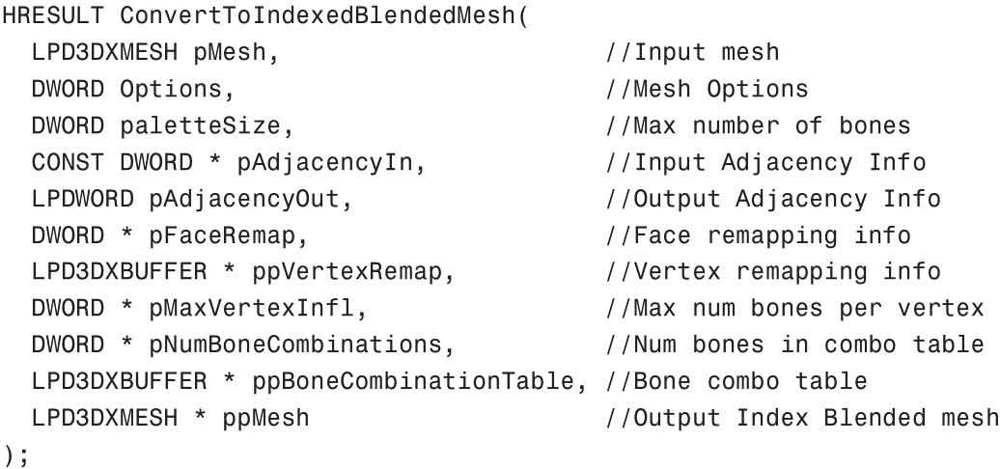 HRESULT ConvertToIndexedBlendedMesh(
  LPD3DXMESH pMesh,                      //Input mesh
  DWORD Options,                         //Mesh Options
  DWORD paletteSize,                     //Max number of bones
  CONST DWORD * pAdjacencyIn,            //Input Adjacency Info
  LPDWORD pAdjacencyOut,                 //Output Adjacency Info
  DWORD * pFaceRemap,                    //Face remapping info
  LPD3DXBUFFER * ppVertexRemap,          //Vertex remapping info
  DWORD * pMaxVertexInfl,                //Max num bones per vertex
  DWORD * pNumBoneCombinations,          //Num bones in combo table
  LPD3DXBUFFER * ppBoneCombinationTable, //Bone combo table
  LPD3DXMESH * ppMesh                    //Output Index Blended mesh
);